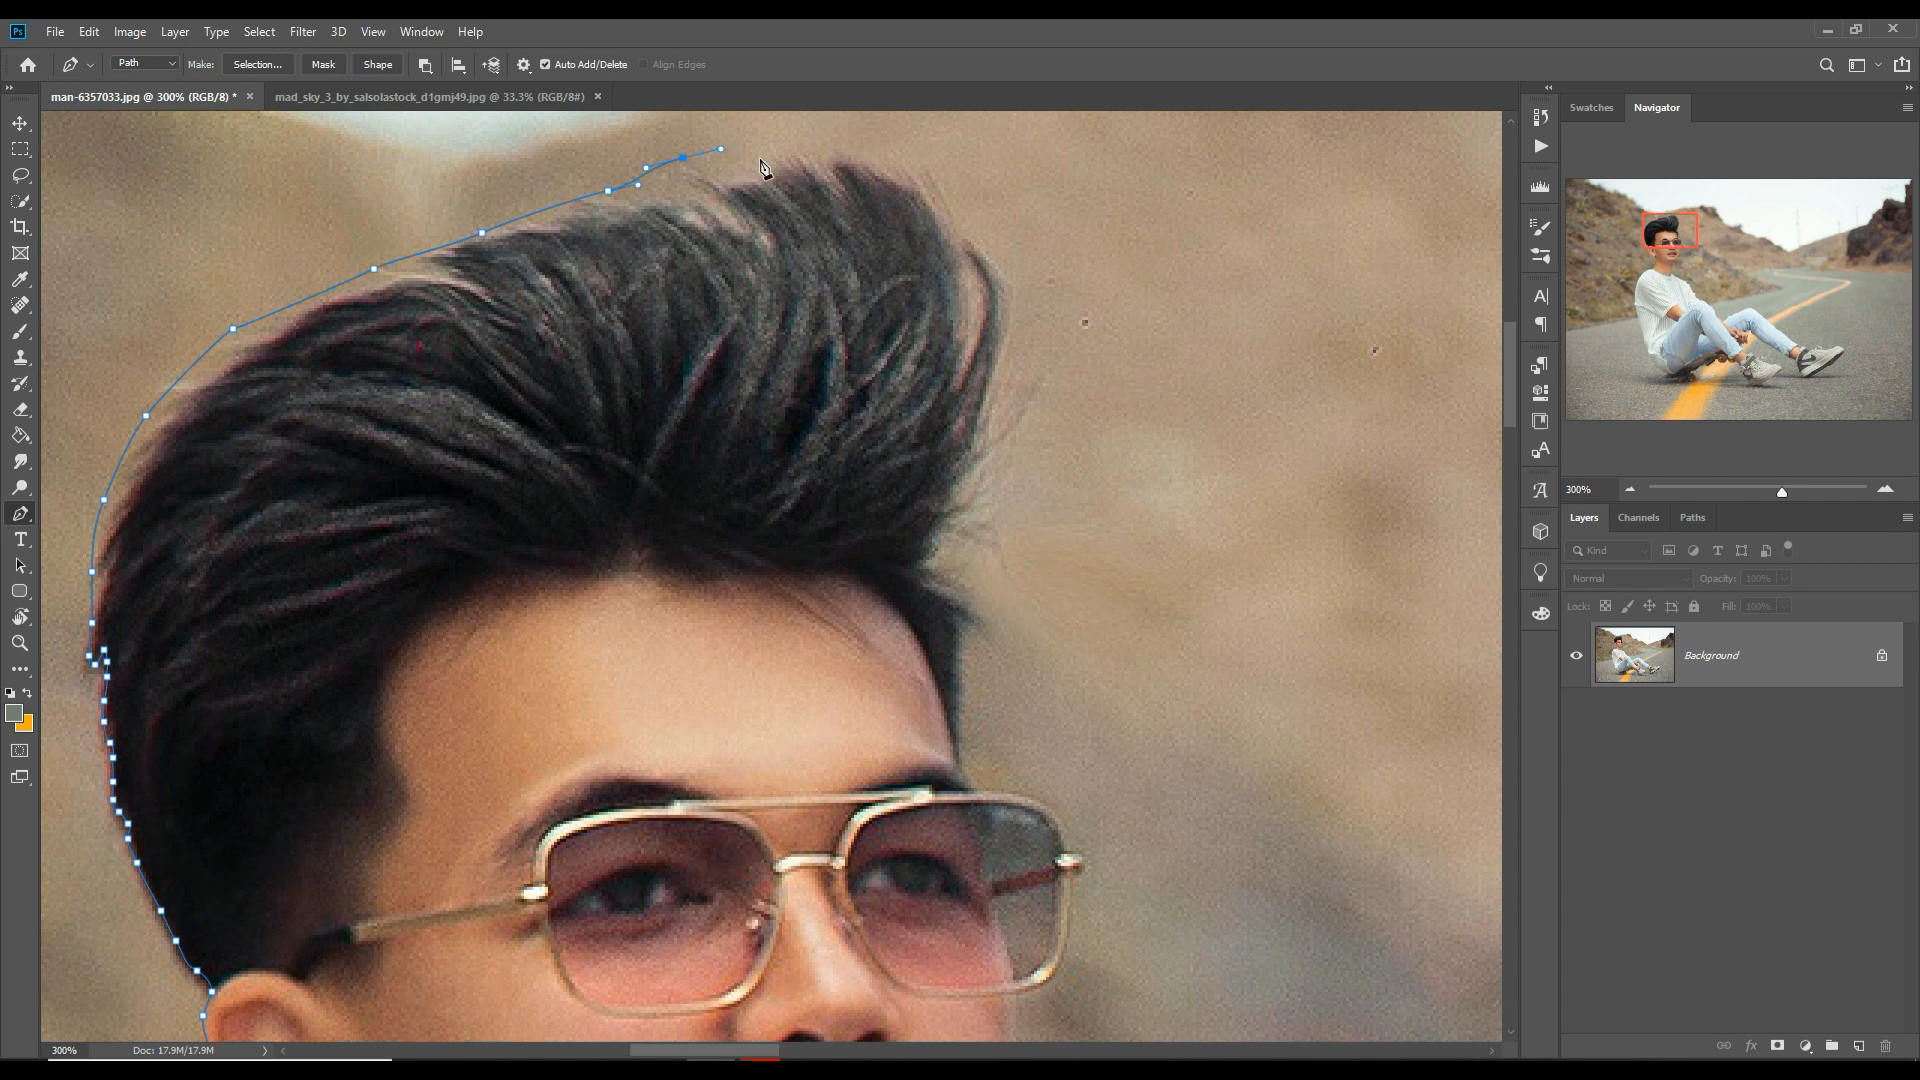 Ps File Edit Image Layer Type Select Filter 3D View Window Help
Path Make: Selection... Mask Shape Auto Add/Delete Align Edges
man-6357033.jpg @ 300% (RGB/8) * × mad_sky_3_by_salsolastock_d1gmj49.jpg @ 33.3% (RGB/8#) ×
Swatches Navigator
300%
Layers Channels Paths
Kind
Normal Opacity: 100%
Lock: Fill: 100%
Background
300% Doc: 17.9M/17.9M